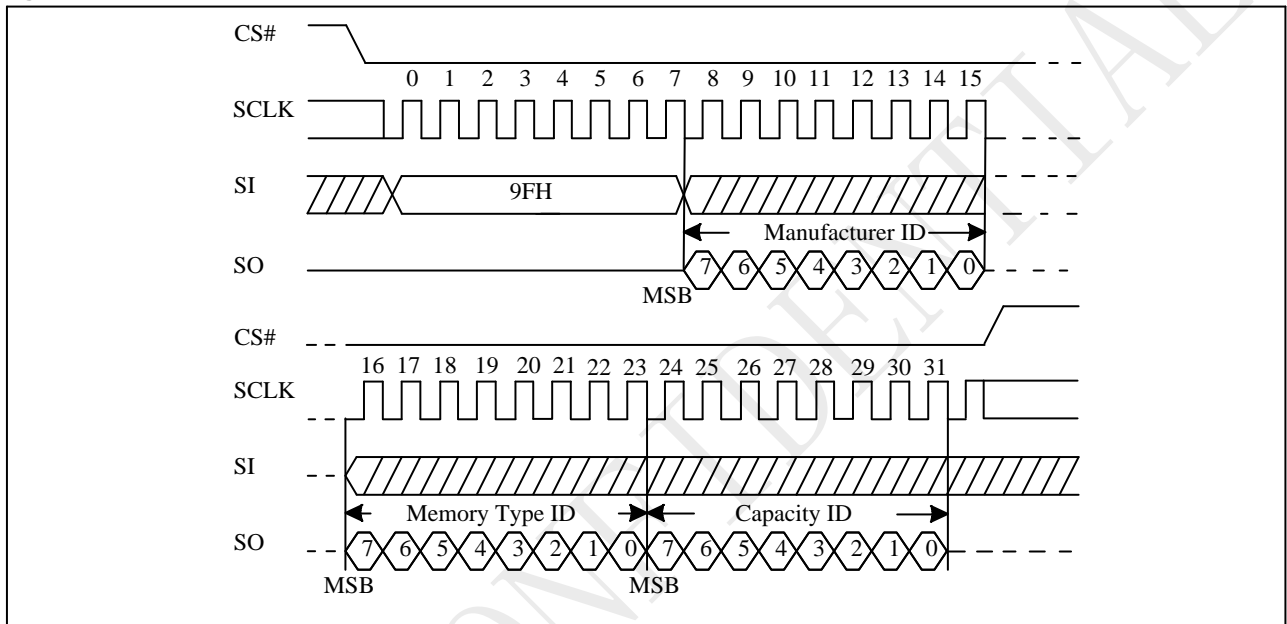 CS#
0 1 2 3 4 5 6 7 8 9 10 11 12 13 14 15
SCLK
SI
9FH
Manufacturer ID
SO
7 6 5 4 3 2 1 0
MSB
CS#
16 17 18 19 20 21 22 23 24 25 26 27 28 29 30 31
SCLK
SI
Memory Type ID Capacity ID
SO
7 6 5 4 3 2 1 0 7 6 5 4 3 2 1 0
MSB MSB
ONFIDENTIAL